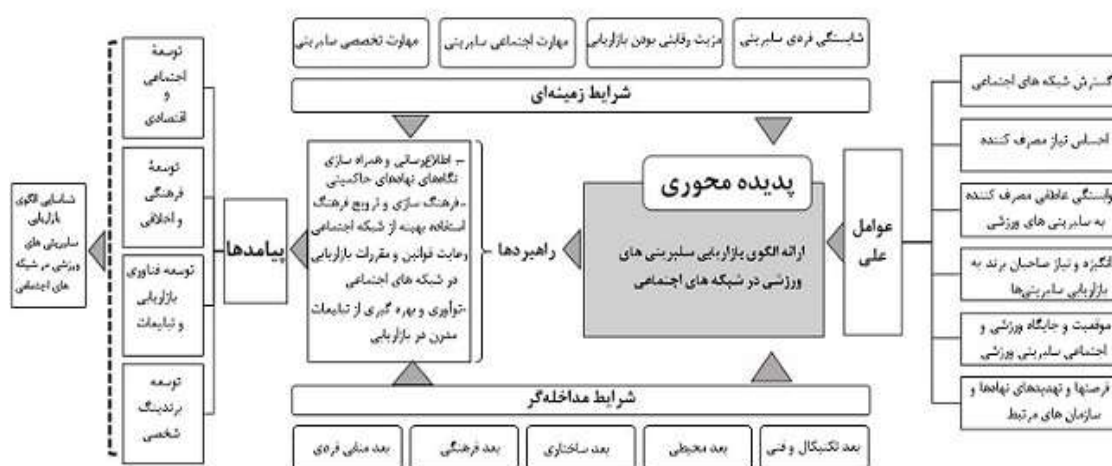 شایستگی فردی سلبریتی
مزیت رقابتی بودن بازاریابی
مهارت اجتماعی سلبریتی
مهارت تخصصی سلبریتی
شرایط زمینه‌ای
گسترش شبکه های اجتماعی
احساس نیاز مصرف کننده
وابستگی عاطفی مصرف کننده
به سلبریتی های ورزشی
انگیزه و نیاز صاحبان برند به
بازاریابی سلبریتی‌ها
موقعیت و جایگاه ورزشی و
اجتماعی سلبریتی ورزشی
فرصتها و تهدیدهای نهادها و
سازمان های مرتبط
عوامل
علی
پدیده محوری
ارائه الگوی بازاریابی سلبریتی های
ورزشی در شبکه های اجتماعی
راهبردها
- اطلاع‌رسانی و همراه سازی
نگاه‌های نهادهای حاکمیتی
-فرهنگ سازی و ترویج فرهنگ
استفاده بهینه از شبکه اجتماعی
رعایت قوانین و مقررات بازاریابی
در شبکه های اجتماعی
-نوآوری و بهره گیری از تبلیغات
مدرن در بازاریابی
پیامدها
توسعهٔ
اجتماعی
و
اقتصادی
توسعهٔ
فرهنگی
و اخلاقی
توسعه فناوری
بازاریابی
و تبلیغات
توسعه
برندینگ
شخصی
شناسایی الگوی
بازاریابی
سلبریتی های
ورزشی در شبکه
های اجتماعی
شرایط مداخله‌گر
بعد تکنیکال و فنی
بعد محیطی
بعد ساختاری
بعد فرهنگی
بعد منفی فردی